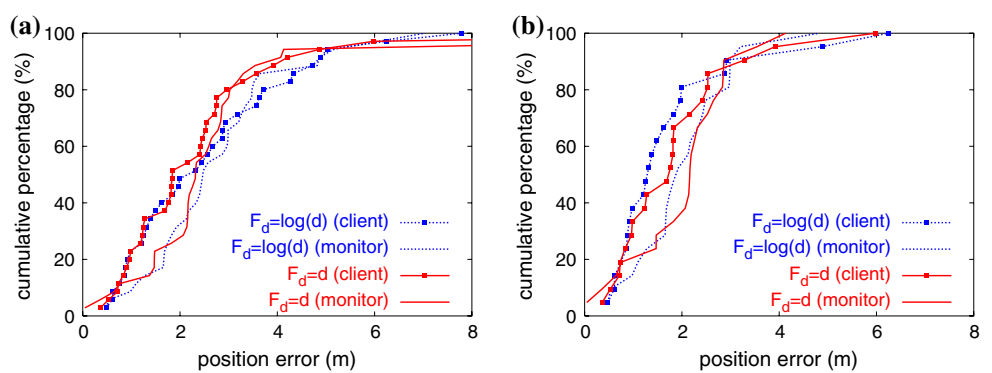 (a)
cumulative percentage (%)
100
80
60
40
20
0
F_d=log(d) (client)
F_d=log(d) (monitor)
F_d=d (client)
F_d=d (monitor)
0 2 4 6 8
position error (m)
(b)
cumulative percentage (%)
100
80
60
40
20
0
F_d=log(d) (client)
F_d=log(d) (monitor)
F_d=d (client)
F_d=d (monitor)
0 2 4 6 8
position error (m)